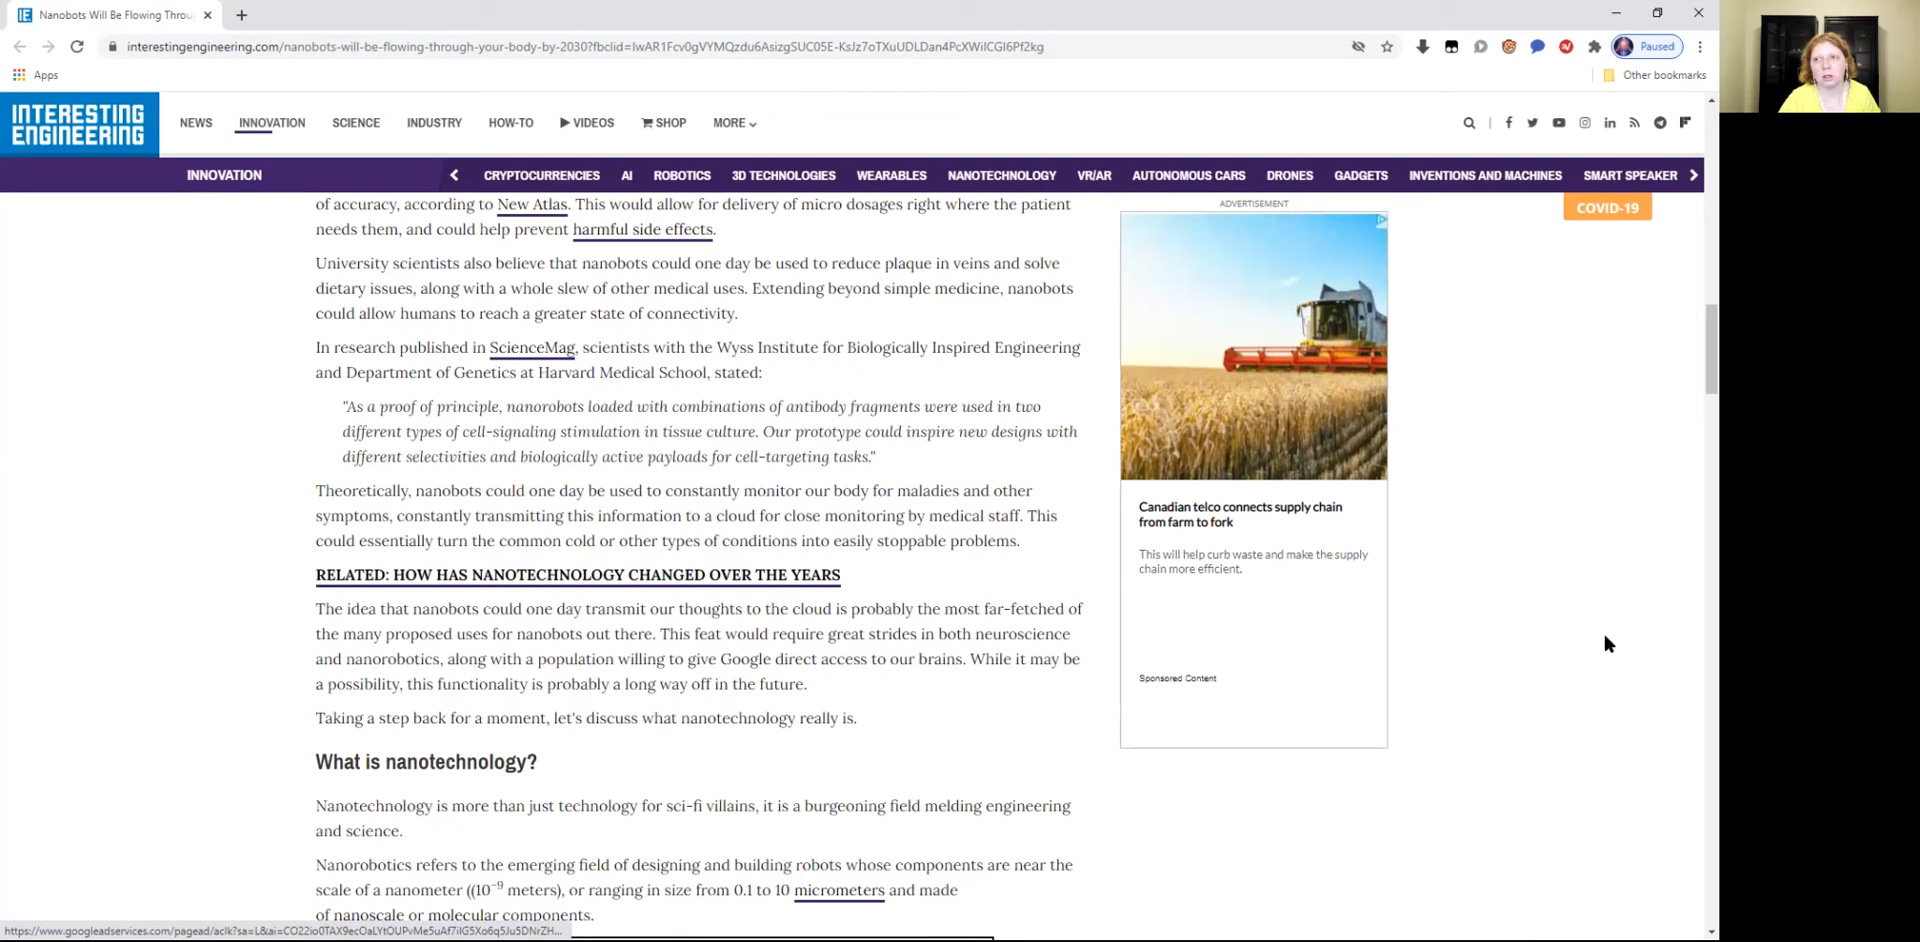 Nanobots Will Be Flowing Throu
interestingengineering.com/nanobots-will-be-flowing-through-your-body-by-2030?fbclid=IwAR1Fcv0gVYMQzdu6AsizgSUC05E-KsJz7oTXuUDLDan4PcXWilCGl6Pf2kg
Paused
Apps
Other bookmarks
INTERESTING
ENGINEERING
NEWS
INNOVATION
SCIENCE
INDUSTRY
HOW-TO
VIDEOS
SHOP
MORE
INNOVATION
CRYPTOCURRENCIES
AI
ROBOTICS
3D TECHNOLOGIES
WEARABLES
NANOTECHNOLOGY
VR/AR
AUTONOMOUS CARS
DRONES
GADGETS
INVENTIONS AND MACHINES
SMART SPEAKER
COVID-19
of accuracy, according to New Atlas. This would allow for delivery of micro dosages right where the patient
needs them, and could help prevent harmful side effects.
University scientists also believe that nanobots could one day be used to reduce plaque in veins and solve
dietary issues, along with a whole slew of other medical uses. Extending beyond simple medicine, nanobots
could allow humans to reach a greater state of connectivity.
In research published in ScienceMag, scientists with the Wyss Institute for Biologically Inspired Engineering
and Department of Genetics at Harvard Medical School, stated:
"As a proof of principle, nanorobots loaded with combinations of antibody fragments were used in two
different types of cell-signaling stimulation in tissue culture. Our prototype could inspire new designs with
different selectivities and biologically active payloads for cell-targeting tasks."
Theoretically, nanobots could one day be used to constantly monitor our body for maladies and other
symptoms, constantly transmitting this information to a cloud for close monitoring by medical staff. This
could essentially turn the common cold or other types of conditions into easily stoppable problems.
RELATED: HOW HAS NANOTECHNOLOGY CHANGED OVER THE YEARS
The idea that nanobots could one day transmit our thoughts to the cloud is probably the most far-fetched of
the many proposed uses for nanobots out there. This feat would require great strides in both neuroscience
and nanorobotics, along with a population willing to give Google direct access to our brains. While it may be
a possibility, this functionality is probably a long way off in the future.
Taking a step back for a moment, let's discuss what nanotechnology really is.
What is nanotechnology?
Nanotechnology is more than just technology for sci-fi villains, it is a burgeoning field melding engineering
and science.
Nanorobotics refers to the emerging field of designing and building robots whose components are near the
scale of a nanometer ((10⁻⁹ meters), or ranging in size from 0.1 to 10 micrometers and made
of nanoscale or molecular components.
ADVERTISEMENT
Canadian telco connects supply chain
from farm to fork
This will help curb waste and make the supply
chain more efficient.
Sponsored Content